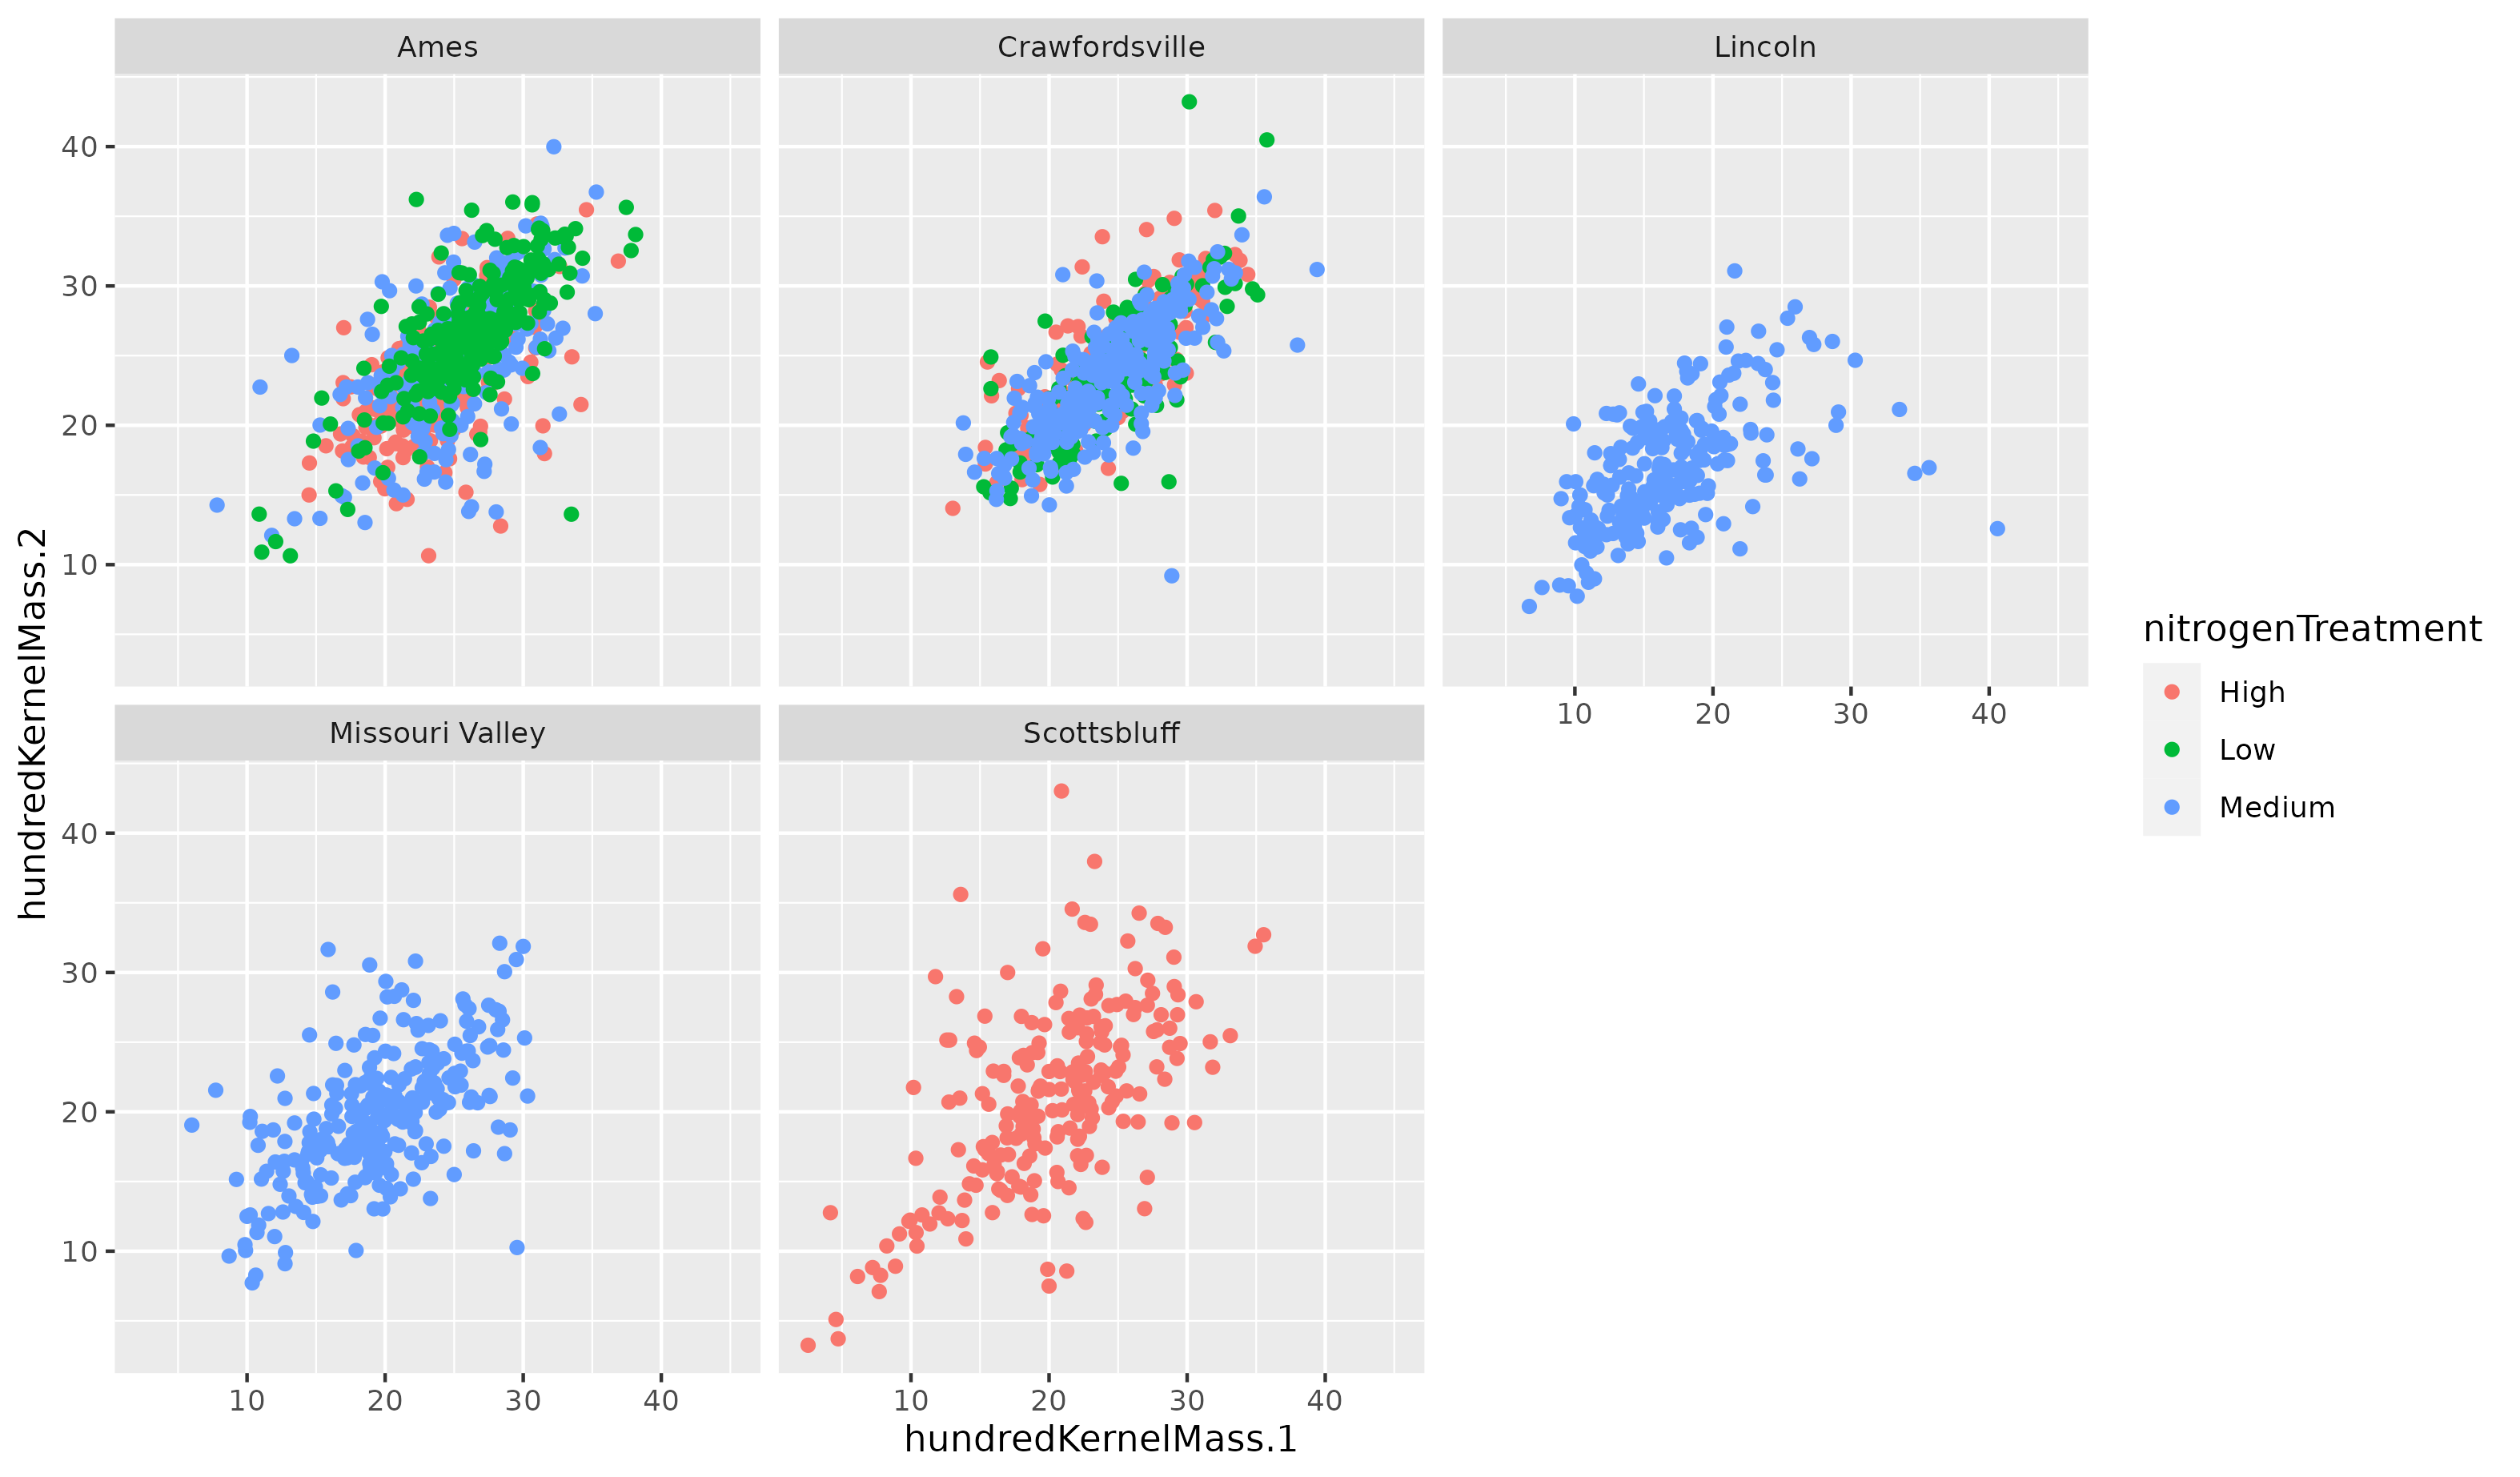 Ames
Crawfordsville
Lincoln
40
30
20
10
10 20 30 40
Missouri Valley
Scottsbluff
40
30
20
10
10 20 30 40
10 20 30 40
hundredKernelMass.1
hundredKernelMass.2
nitrogenTreatment
High
Low
Medium